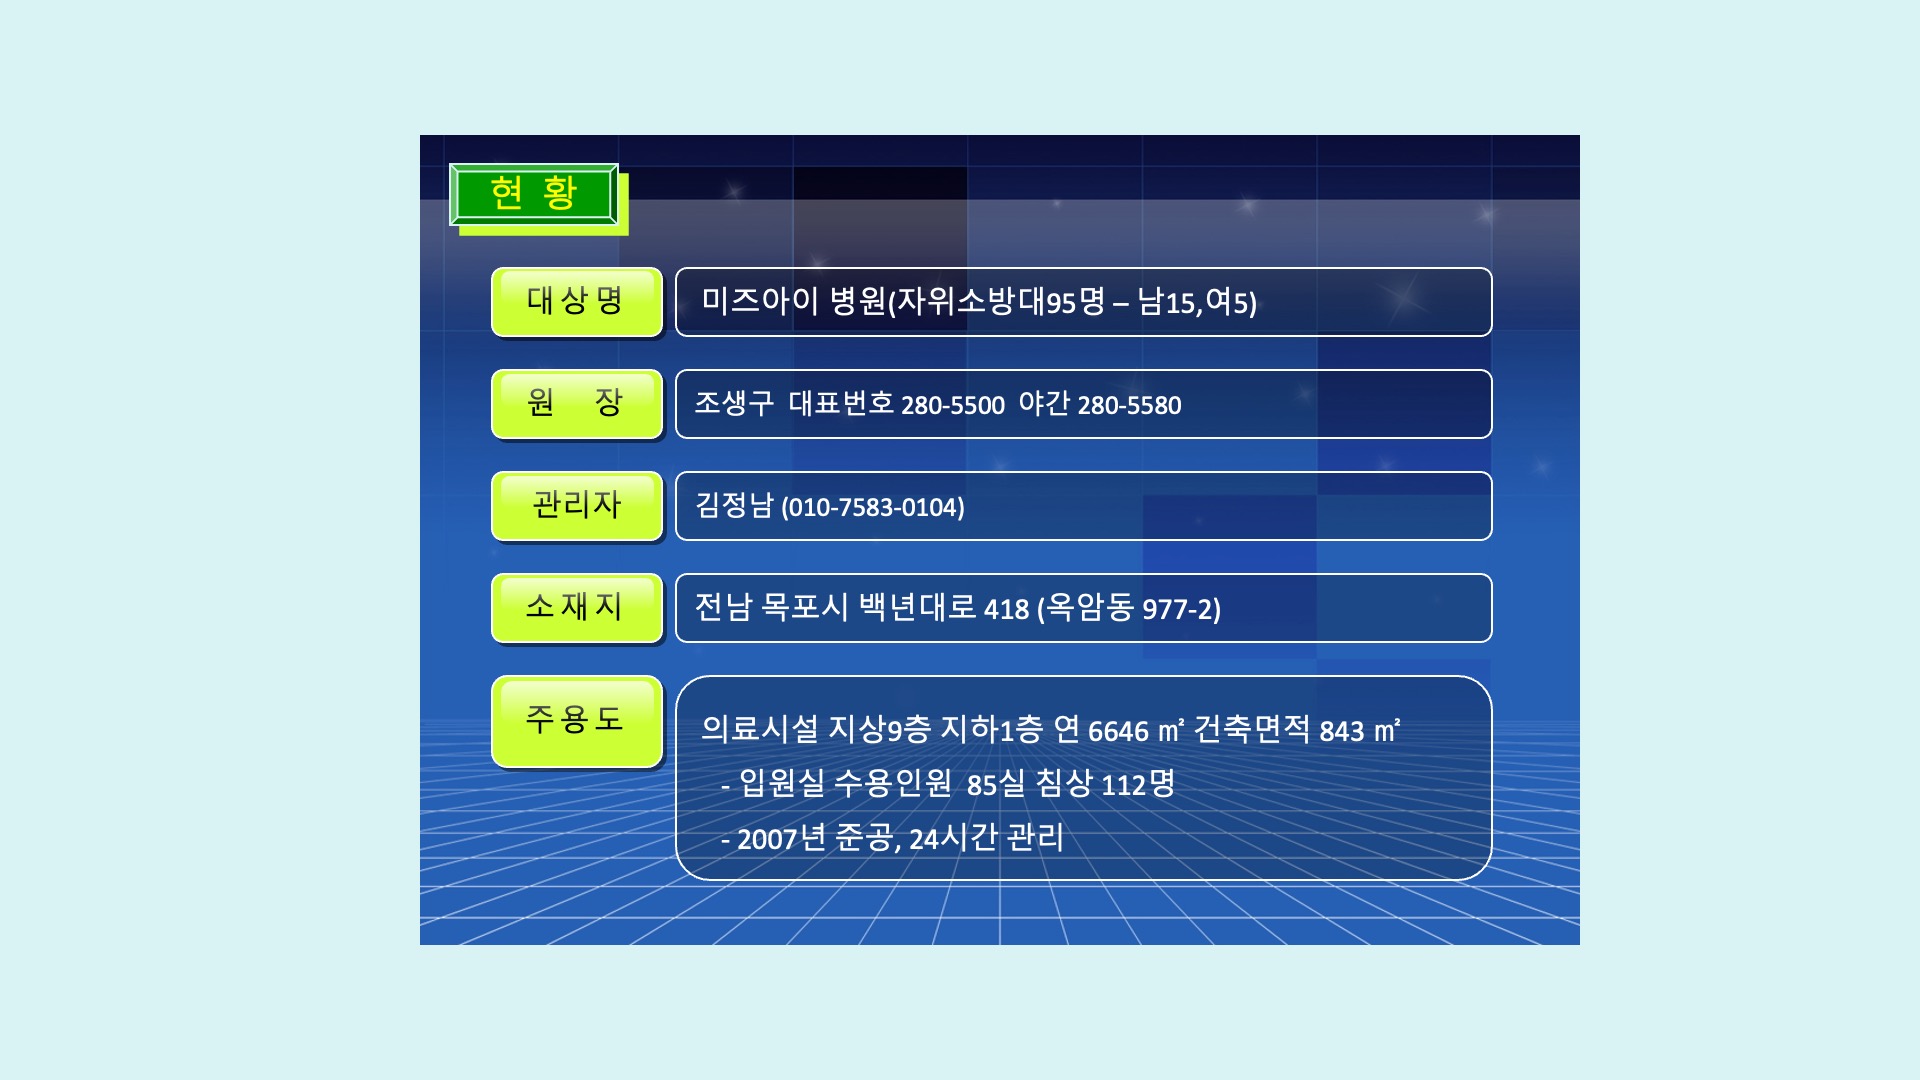 현 황
대 상 명
미즈아이 병원(자위소방대95명 – 남15,여5)
원 장
조생구 대표번호 280-5500 야간 280-5580
관리자
김정남 (010-7583-0104)
소 재 지
전남 목포시 백년대로 418 (옥암동 977-2)
주 용 도
의료시설 지상9층 지하1층 연 6646 ㎡ 건축면적 843 ㎡
- 입원실 수용인원 85실 침상 112명
- 2007년 준공, 24시간 관리